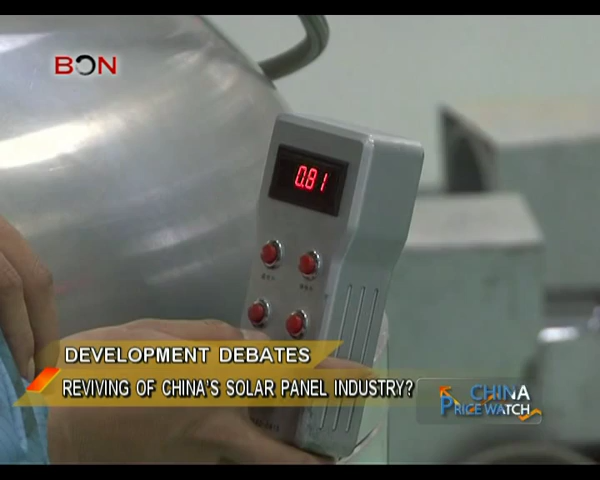 BON
0.81
DEVELOPMENT DEBATES
REVIVING OF CHINA'S SOLAR PANEL INDUSTRY?
CHINA
PRICE WATCH